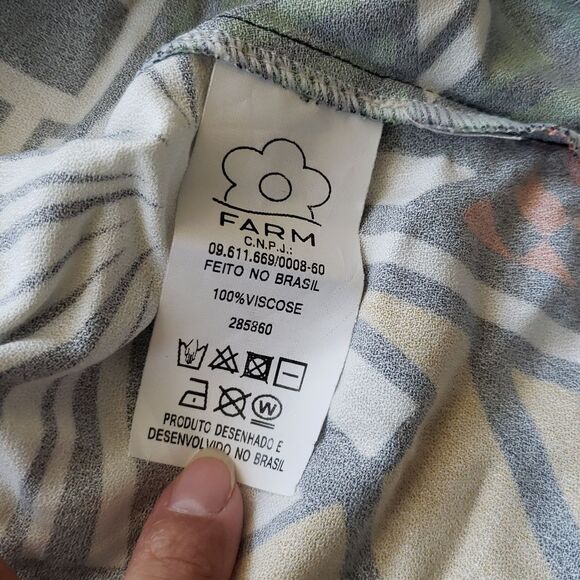 FARM
C.N.P.J.:
09.611.669/0008-60
FEITO NO BRASIL
100%VISCOSE
285860
W
PRODUTO DESENHADO E
DESENVOLVIDO NO BRASIL